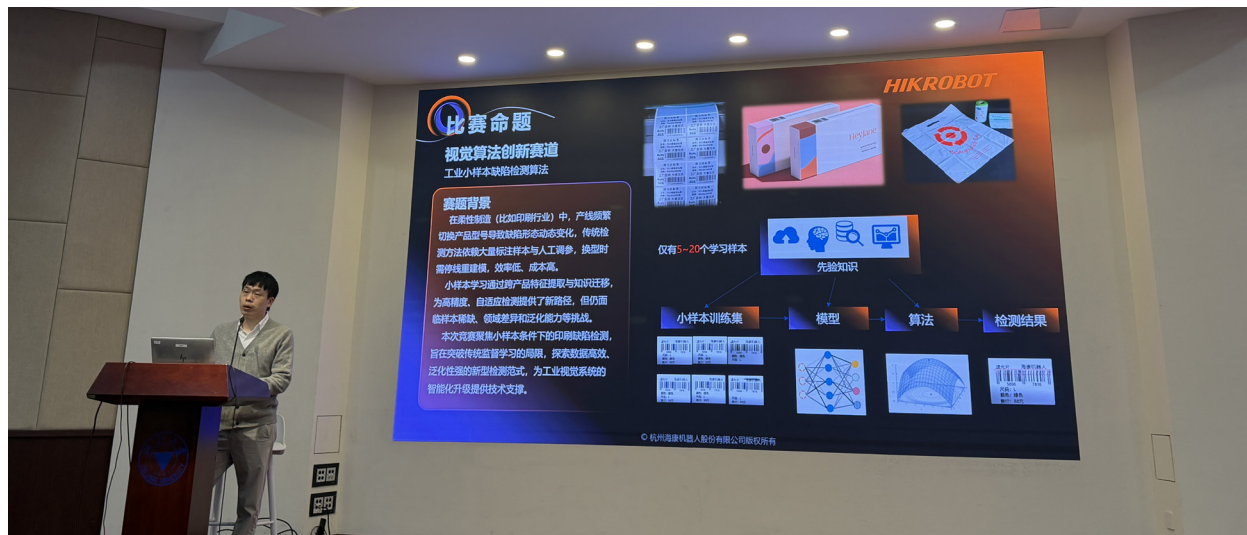 HIKROBOT
比赛命题
视觉算法创新赛道
工业小样本缺陷检测算法
赛题背景
在柔性制造（比如印刷行业）中，产线频繁
切换产品型号导致缺陷形态动态变化，传统检
测方法依赖大量标注样本与人工调参，换型时
需停线重建模，效率低、成本高。
小样本学习通过跨产品特征提取与知识迁移，
为高精度、自适应检测提供了新路径，但仍面
临样本稀缺、领域差异和泛化能力等挑战。
本次竞赛聚焦小样本条件下的印刷缺陷检测，
旨在突破传统监督学习的局限，探索数据高效、
泛化性强的新型检测范式，为工业视觉系统的
智能化升级提供技术支撑。
HeyJane
仅有5~20个学习样本
先验知识
小样本训练集
模型
算法
检测结果
© 杭州海康机器人股份有限公司版权所有